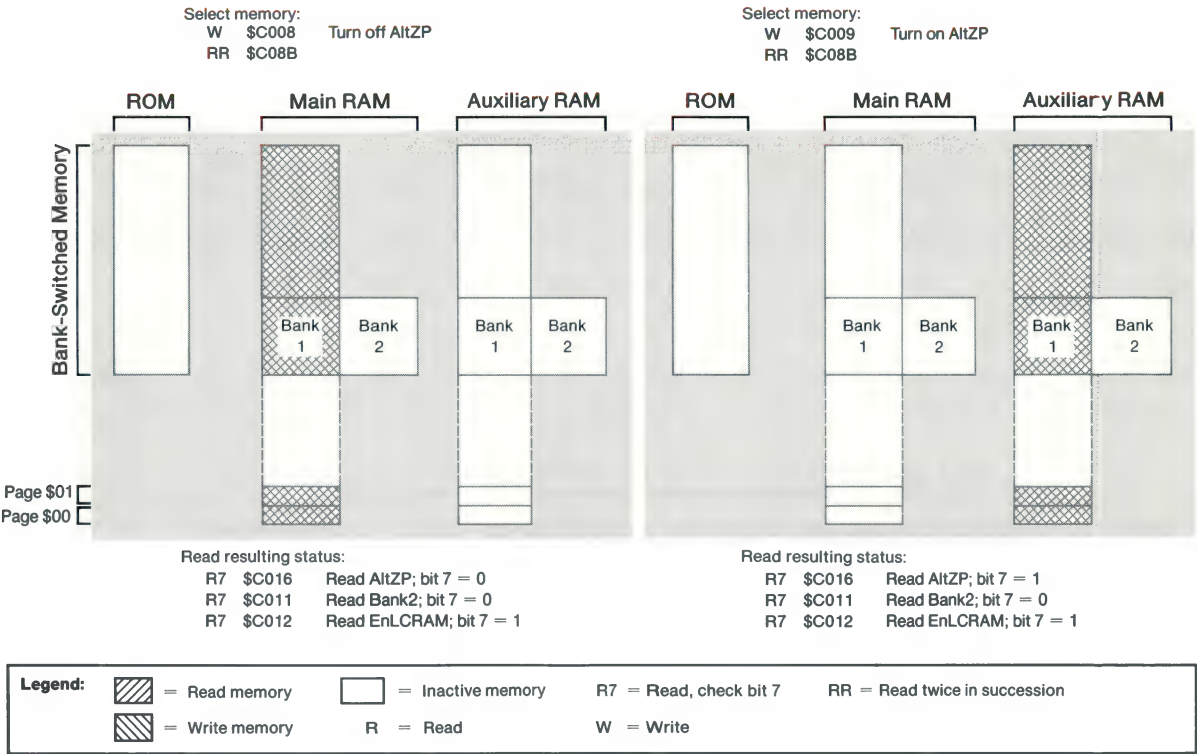 Select memory:
W $C008 Turn off AltZP
RR $C08B
Select memory:
W $C009 Turn on AltZP
RR $C08B
ROM Main RAM Auxiliary RAM
ROM Main RAM Auxiliary RAM
Bank-Switched Memory
Bank 1
Bank 2
Bank 1
Bank 2
Bank 1
Bank 2
Bank 1
Bank 2
Page $01
Page $00
Read resulting status:
R7 $C016 Read AltZP; bit 7 = 0
R7 $C011 Read Bank2; bit 7 = 0
R7 $C012 Read EnLCRAM; bit 7 = 1
Read resulting status:
R7 $C016 Read AltZP; bit 7 = 1
R7 $C011 Read Bank2; bit 7 = 0
R7 $C012 Read EnLCRAM; bit 7 = 1
Legend: = Read memory = Inactive memory R7 = Read, check bit 7 RR = Read twice in succession
= Write memory R = Read W = Write